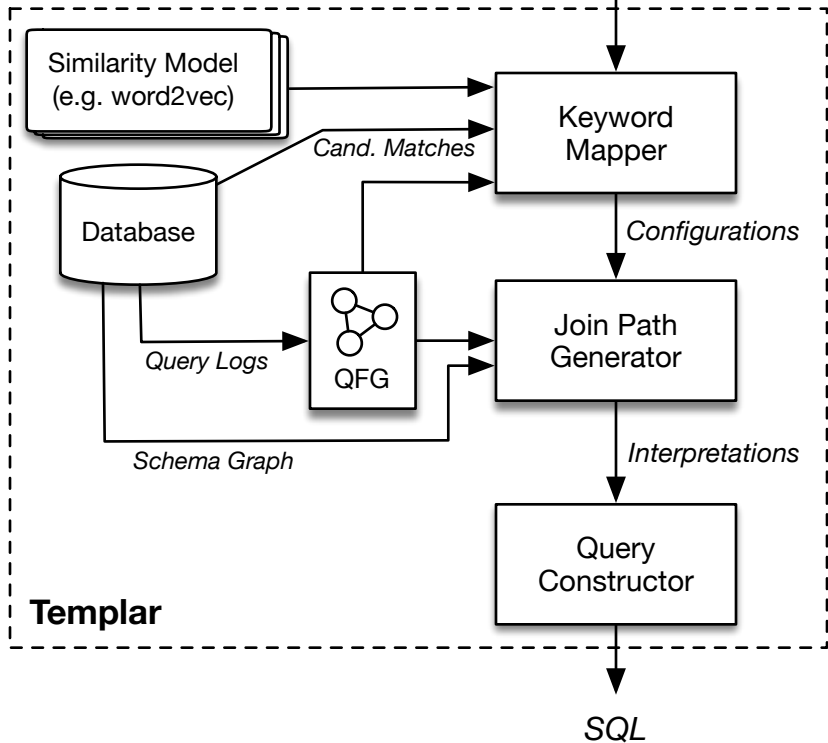 Similarity Model
(e.g. word2vec)
Keyword
Mapper
Cand. Matches
Database
Configurations
Join Path
Generator
Query Logs
QFG
Schema Graph
Interpretations
Query
Constructor
Templar
SQL